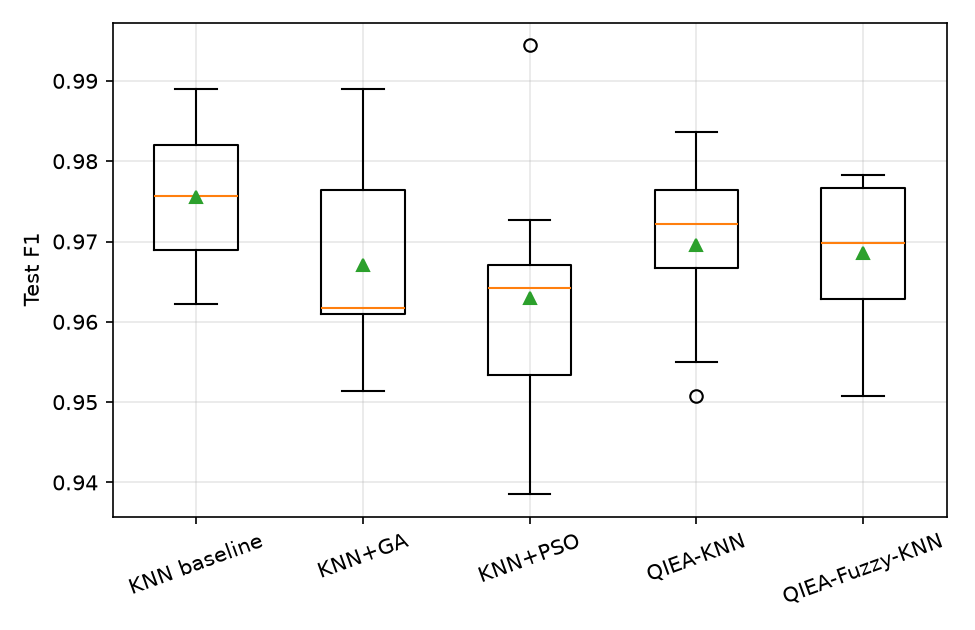 Test F1
0.99
0.98
0.97
0.96
0.95
0.94
KNN baseline
KNN+GA
KNN+PSO
QIEA-KNN
QIEA-Fuzzy-KNN